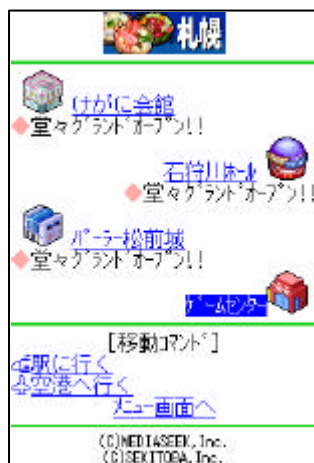 札幌
けがに会館
◆堂々ｸﾞﾗﾝﾄﾞｵｰﾌﾟﾝ!!
石狩川ﾎｰﾙ
◆堂々ｸﾞﾗﾝﾄﾞｵｰﾌﾟﾝ!!
ﾊﾟｰﾗｰ松前城
◆堂々ｸﾞﾗﾝﾄﾞｵｰﾌﾟﾝ!!
ｹﾞｰﾑｾﾝﾀｰ
[移動ｺﾏﾝﾄﾞ]
駅に行く
空港へ行く
ﾒﾆｭｰ画面へ
(C)MEDIASEEK,Inc.
(C)SEKITOBA,Inc.